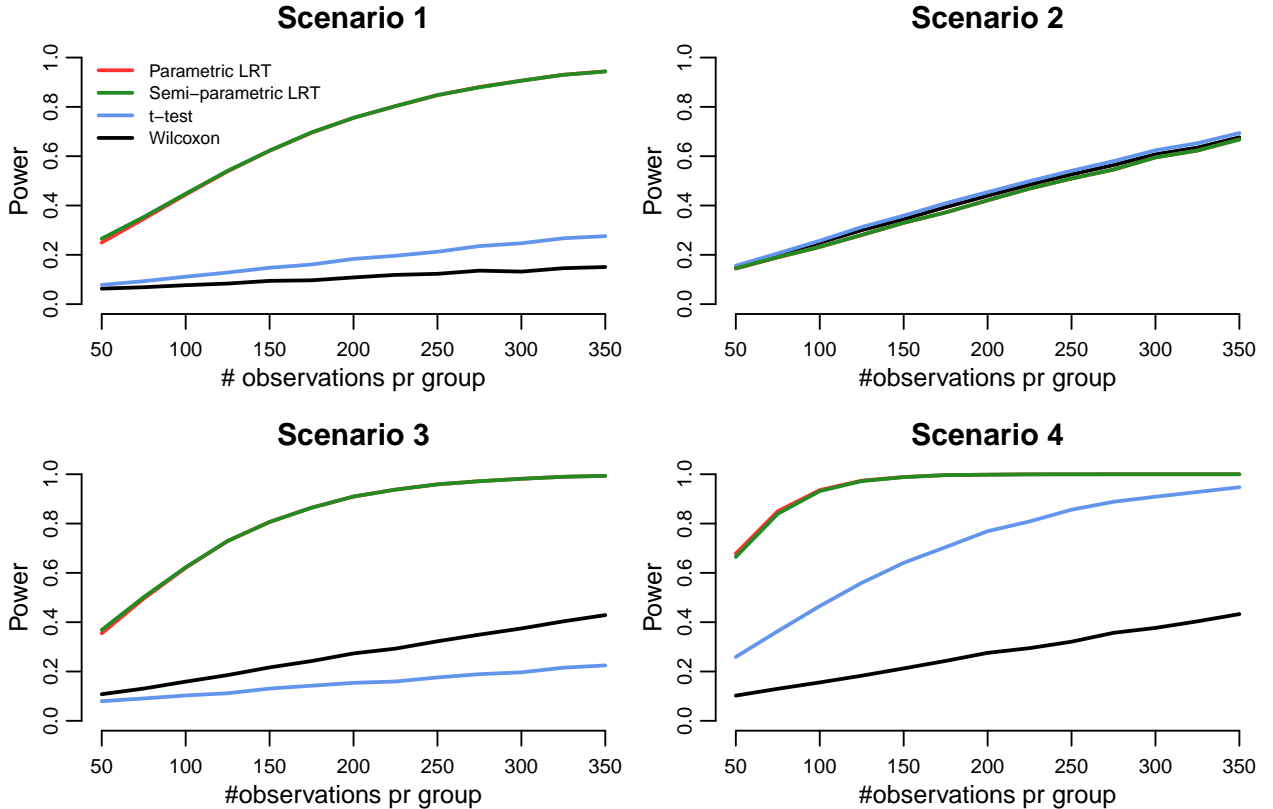 Scenario 1
Power
0.0 0.2 0.4 0.6 0.8 1.0
Parametric LRT
Semi−parametric LRT
t−test
Wilcoxon
50 100 150 200 250 300 350
# observations pr group
Scenario 2
Power
0.0 0.2 0.4 0.6 0.8 1.0
50 100 150 200 250 300 350
#observations pr group
Scenario 3
Power
0.0 0.2 0.4 0.6 0.8 1.0
50 100 150 200 250 300 350
#observations pr group
Scenario 4
Power
0.0 0.2 0.4 0.6 0.8 1.0
50 100 150 200 250 300 350
#observations pr group